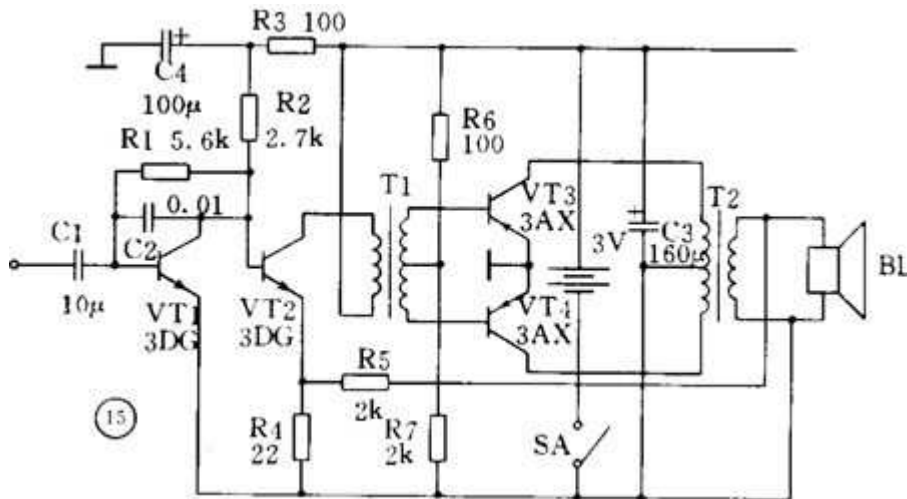 R3 100
C4
100μ
R2
2.7k
R1 5.6k
R6
100
0.01
C2
C1
10μ
T1
VT3
3AX
T2
3V
C3
160μ
BL
VT1
3DG
VT2
3DG
VT4
3AX
R5
2k
15
R4
22
R7
2k
SA